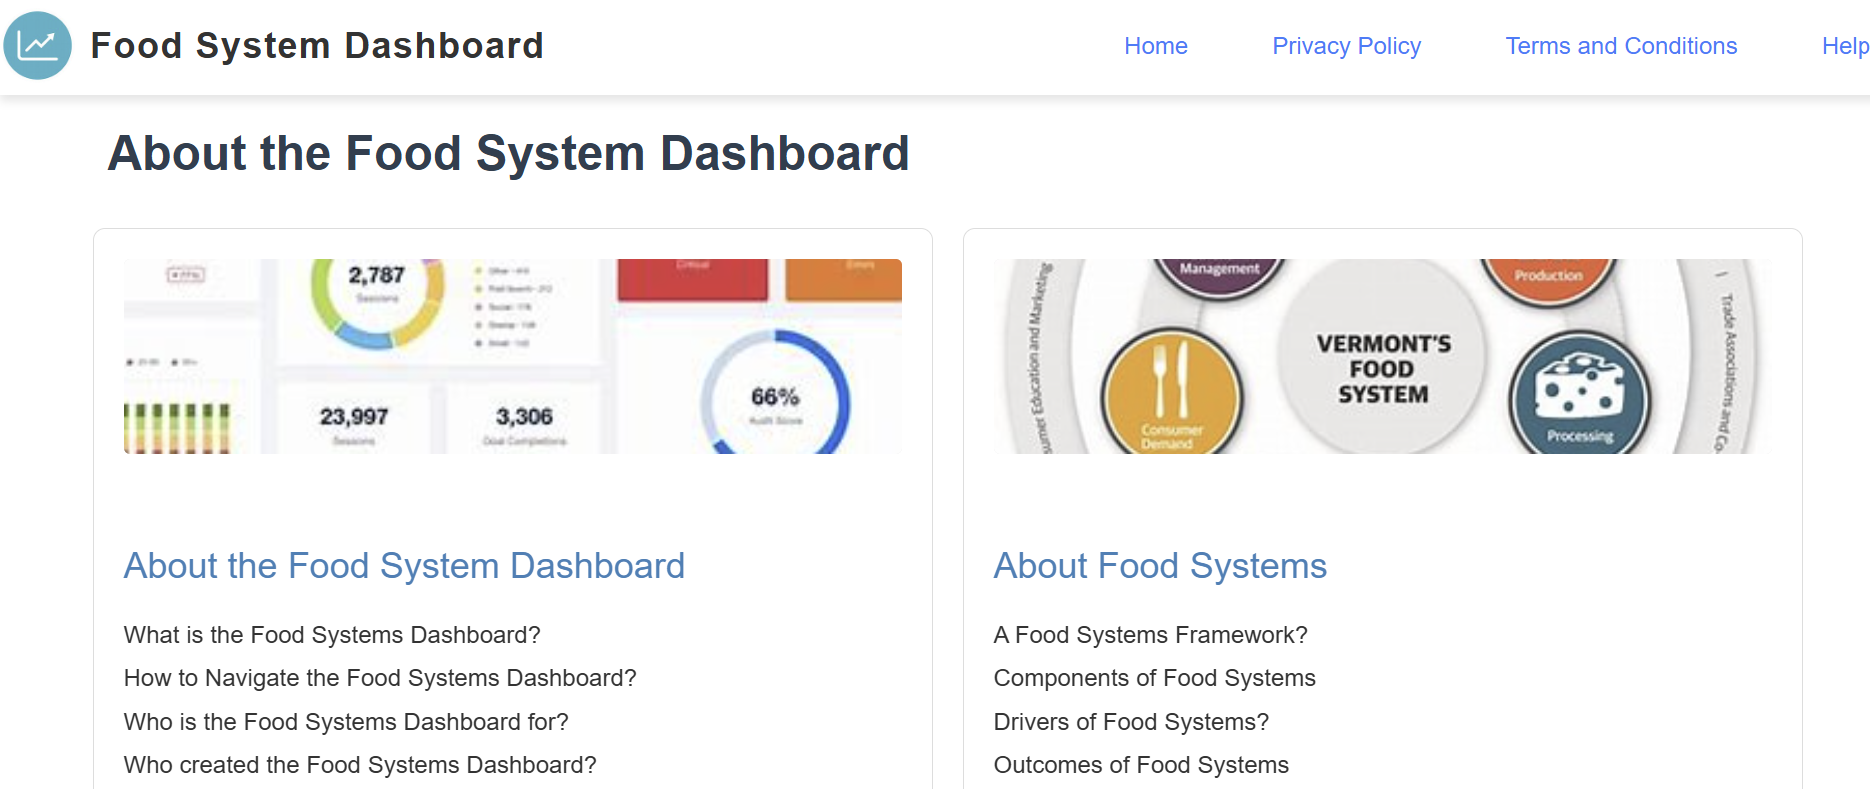 Food System Dashboard
Home
Privacy Policy
Terms and Conditions
Help
About the Food System Dashboard
2,787
Sessions
Critical
Errors
23,997
Sessions
3,306
Goal Completions
66%
Audit Score
Management
Production
Education and Marketing
Trade Associations and
VERMONT'S
FOOD
SYSTEM
Consumer
Demand
Processing
About the Food System Dashboard
What is the Food Systems Dashboard?
How to Navigate the Food Systems Dashboard?
Who is the Food Systems Dashboard for?
Who created the Food Systems Dashboard?
About Food Systems
A Food Systems Framework?
Components of Food Systems
Drivers of Food Systems?
Outcomes of Food Systems